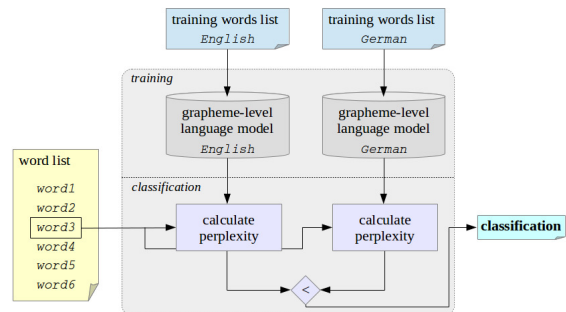 training words list
English
training words list
German
training
grapheme-level
language model
English
grapheme-level
language model
German
word list
word1
word2
word3
word4
word5
word6
classification
calculate
perplexity
calculate
perplexity
classification
<